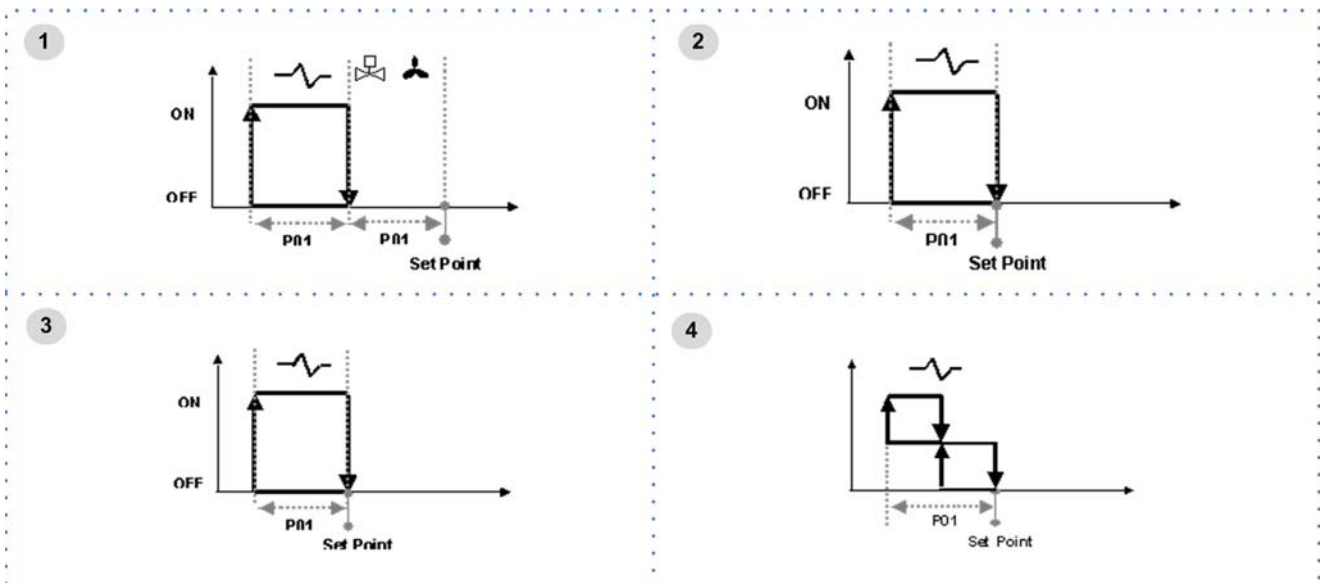 1
ON
OFF
P01 P01
Set Point
2
ON
OFF
P01
Set Point
3
ON
OFF
P01
Set Point
4
P01
Set Point